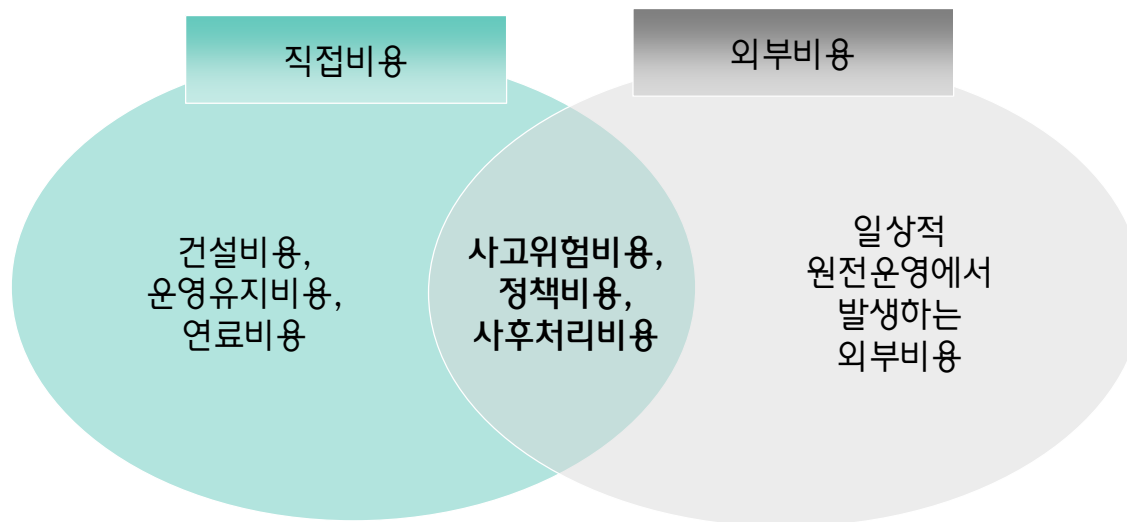 직접비용
외부비용
건설비용,
운영유지비용,
연료비용
사고위험비용,
정책비용,
사후처리비용
일상적
원전운영에서
발생하는
외부비용